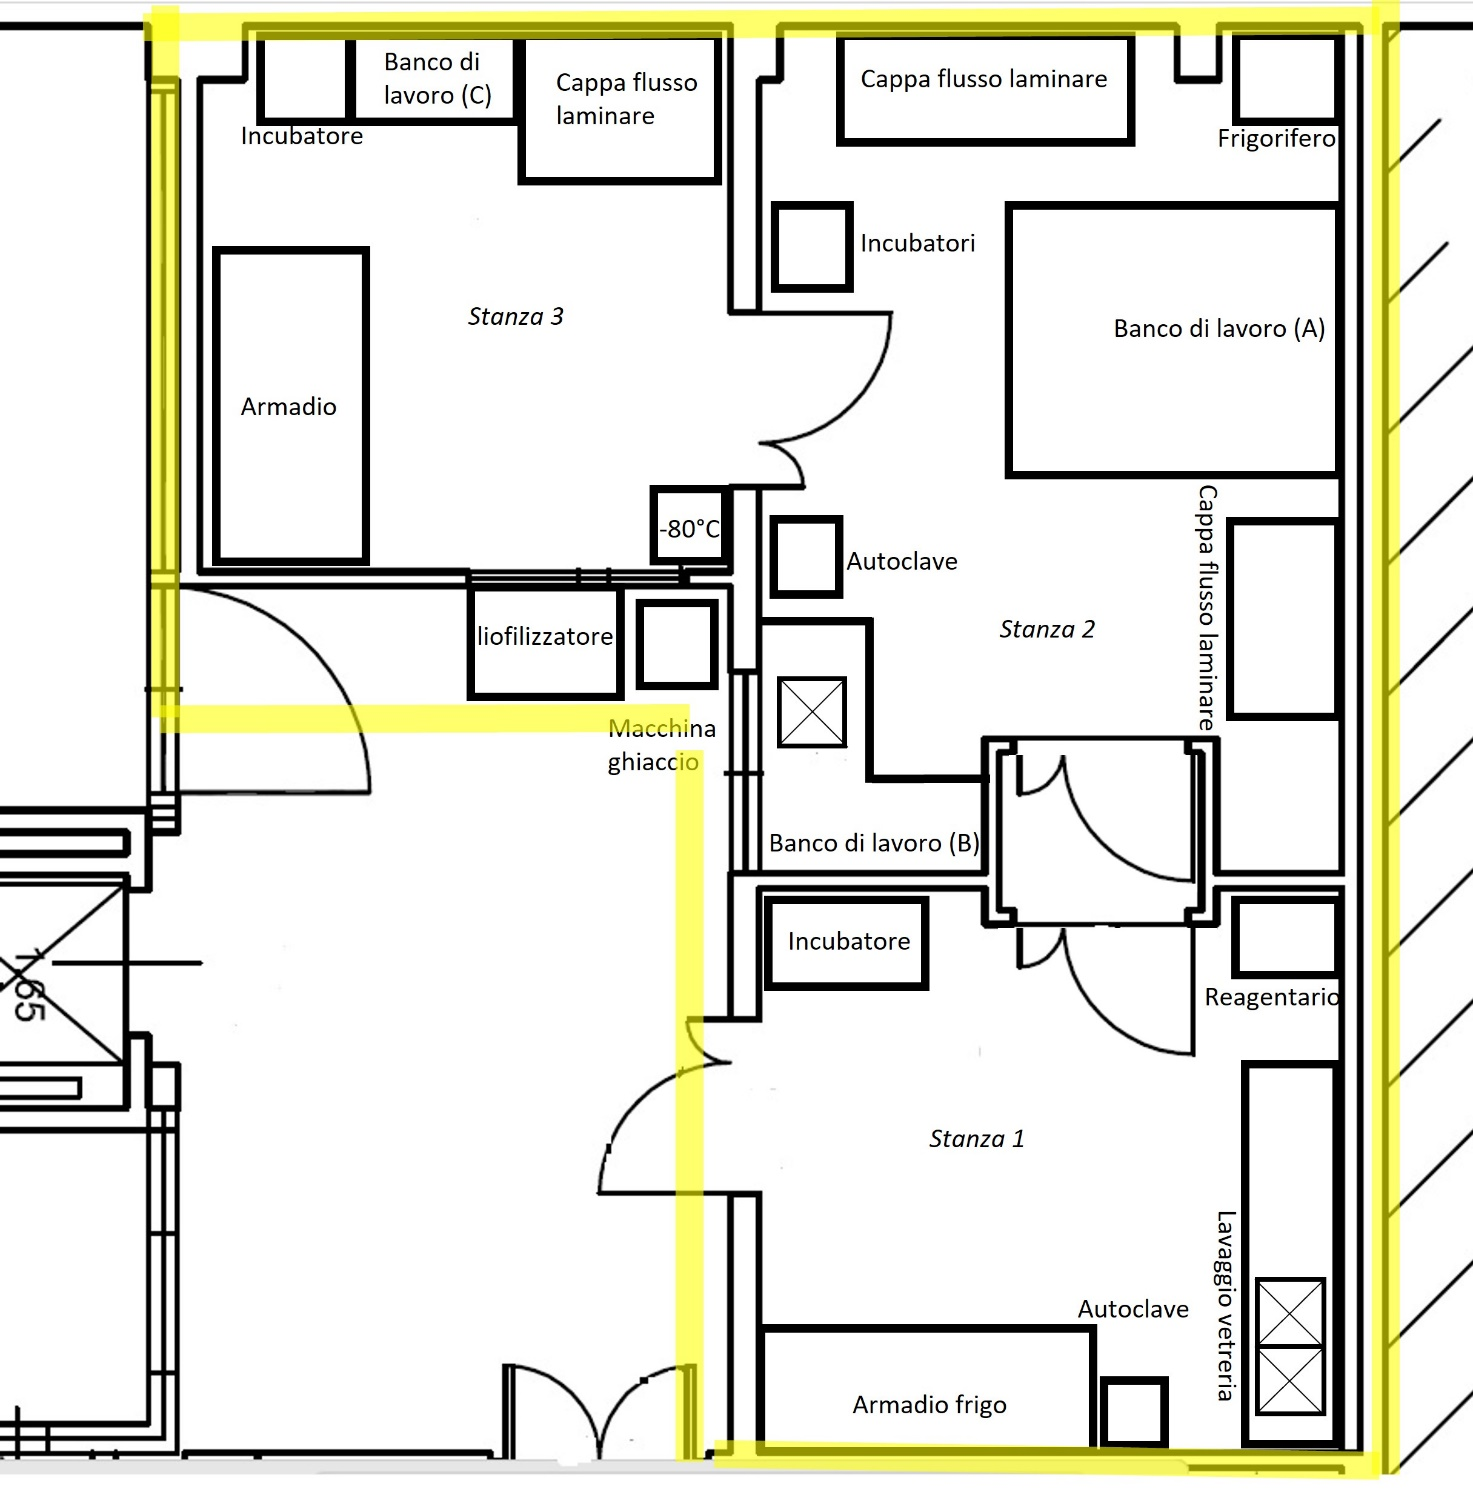 Banco di
lavoro (C)
Cappa flusso
laminare
Incubatore
Cappa flusso laminare
Frigorifero
Incubatori
Stanza 3
Banco di lavoro (A)
Armadio
-80°C
Autoclave
Cappa flusso laminare
liofilizzatore
Stanza 2
Macchina
ghiaccio
Banco di lavoro (B)
Incubatore
1.65
Reagentario
Stanza 1
Lavaggio vetreria
Autoclave
Armadio frigo